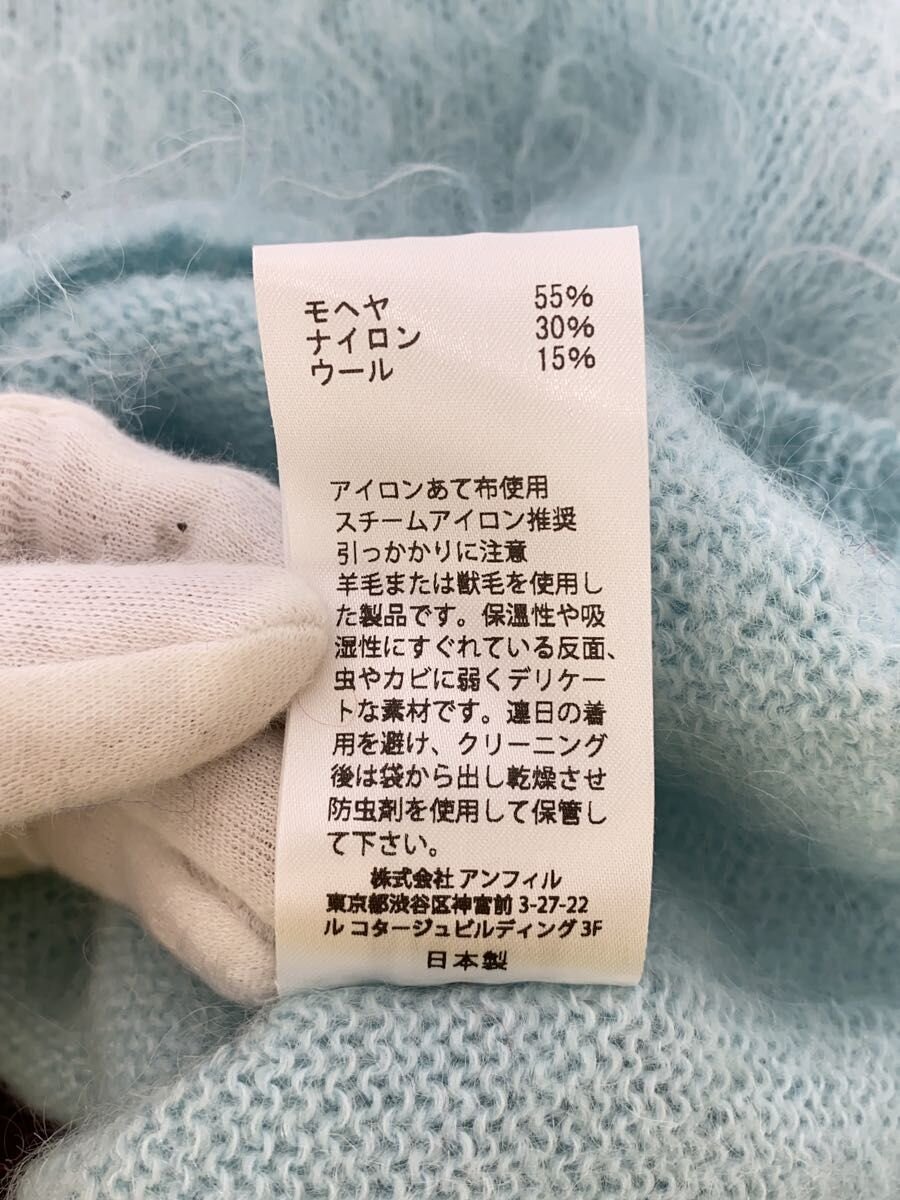 モヘヤ 55%
ナイロン 30%
ウール 15%
アイロンあて布使用
スチームアイロン推奨
引っかかりに注意
羊毛または獣毛を使用し
た製品です。保温性や吸
湿性にすぐれている反面、
虫やカビに弱くデリケー
トな素材です。連日の着
用を避け、クリーニング
後は袋から出し乾燥させ
防虫剤を使用して保管し
て下さい。
株式会社 アンフィル
東京都渋谷区神宮前 3-27-22
ル コタージュビルディング 3F
日本製